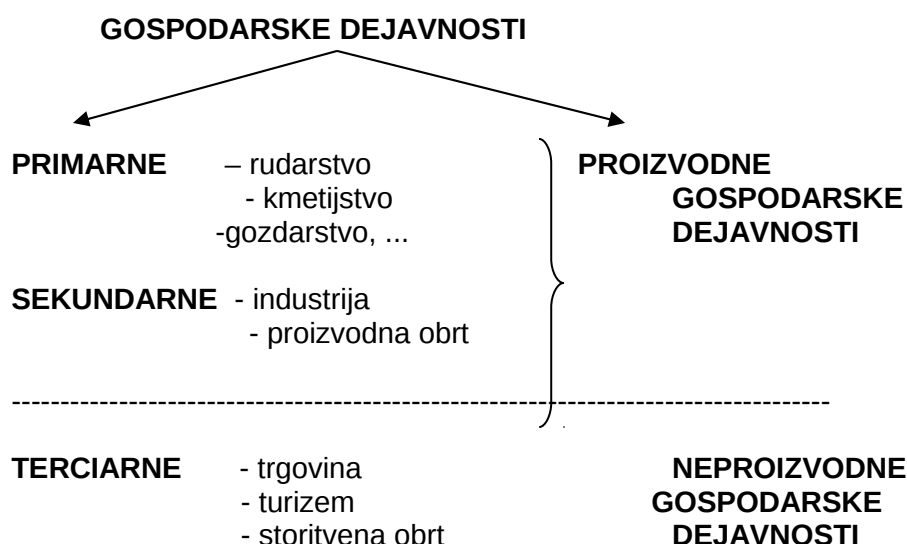 GOSPODARSKE DEJAVNOSTI
PRIMARNE – rudarstvo PROIZVODNE
- kmetijstvo GOSPODARSKE
-gozdarstvo, ... DEJAVNOSTI
SEKUNDARNE - industrija
- proizvodna obrt
------------------------------------------------------------------------------------
TERCIARNE - trgovina NEPROIZVODNE
- turizem GOSPODARSKE
- storitvena obrt DEJAVNOSTI